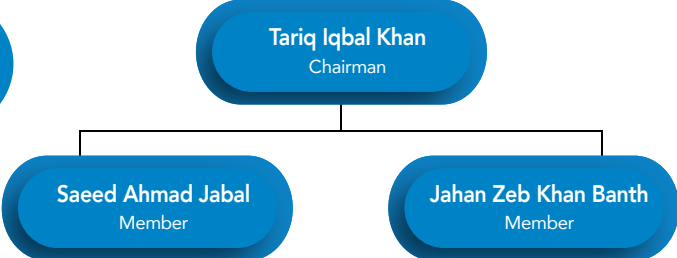 Tariq Iqbal Khan
Chairman
Saeed Ahmad Jabal
Member
Jahan Zeb Khan Banth
Member